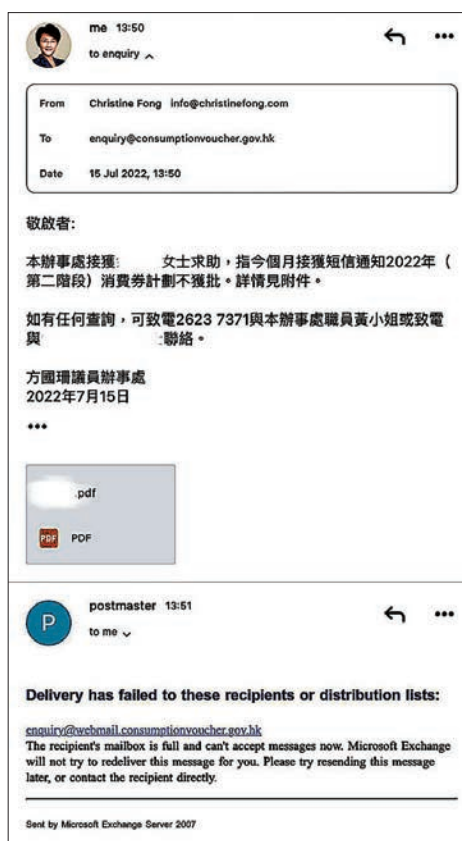 me 13:50
to enquiry
From Christine Fong info@christinefong.com
To enquiry@consumptionvoucher.gov.hk
Date 15 Jul 2022, 13:50
敬啟者:
本辦事處接獲 女士求助，指今個月接獲短信通知2022年（
第二階段）消費券計劃不獲批。詳情見附件。
如有任何查詢，可致電2623 7371與本辦事處職員黃小姐或致電
與 聯絡。
方國珊議員辦事處
2022年7月15日
.pdf
PDF PDF
P
postmaster 13:51
to me
Delivery has failed to these recipients or distribution lists:
enquiry@webmail.consumptionvoucher.gov.hk
The recipient's mailbox is full and can't accept messages now. Microsoft Exchange
will not try to redeliver this message for you. Please try resending this message
later, or contact the recipient directly.
Sent by Microsoft Exchange Server 2007